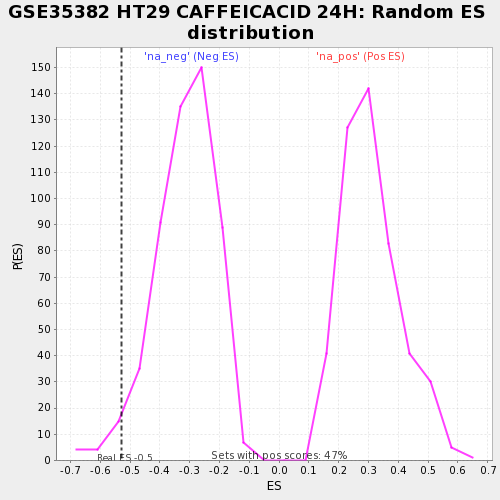 GSE35382 HT29 CAFFEICACID 24H: Random ES
distribution
'na_neg' (Neg ES)
'na_pos' (Pos ES)
150
140
130
120
110
100
90
80
70
60
50
40
30
20
10
0
P(ES)
Real ES -0.5
Sets with pos scores: 47%
-0.7 -0.6 -0.5 -0.4 -0.3 -0.2 -0.1 0.0 0.1 0.2 0.3 0.4 0.5 0.6 0.7
ES